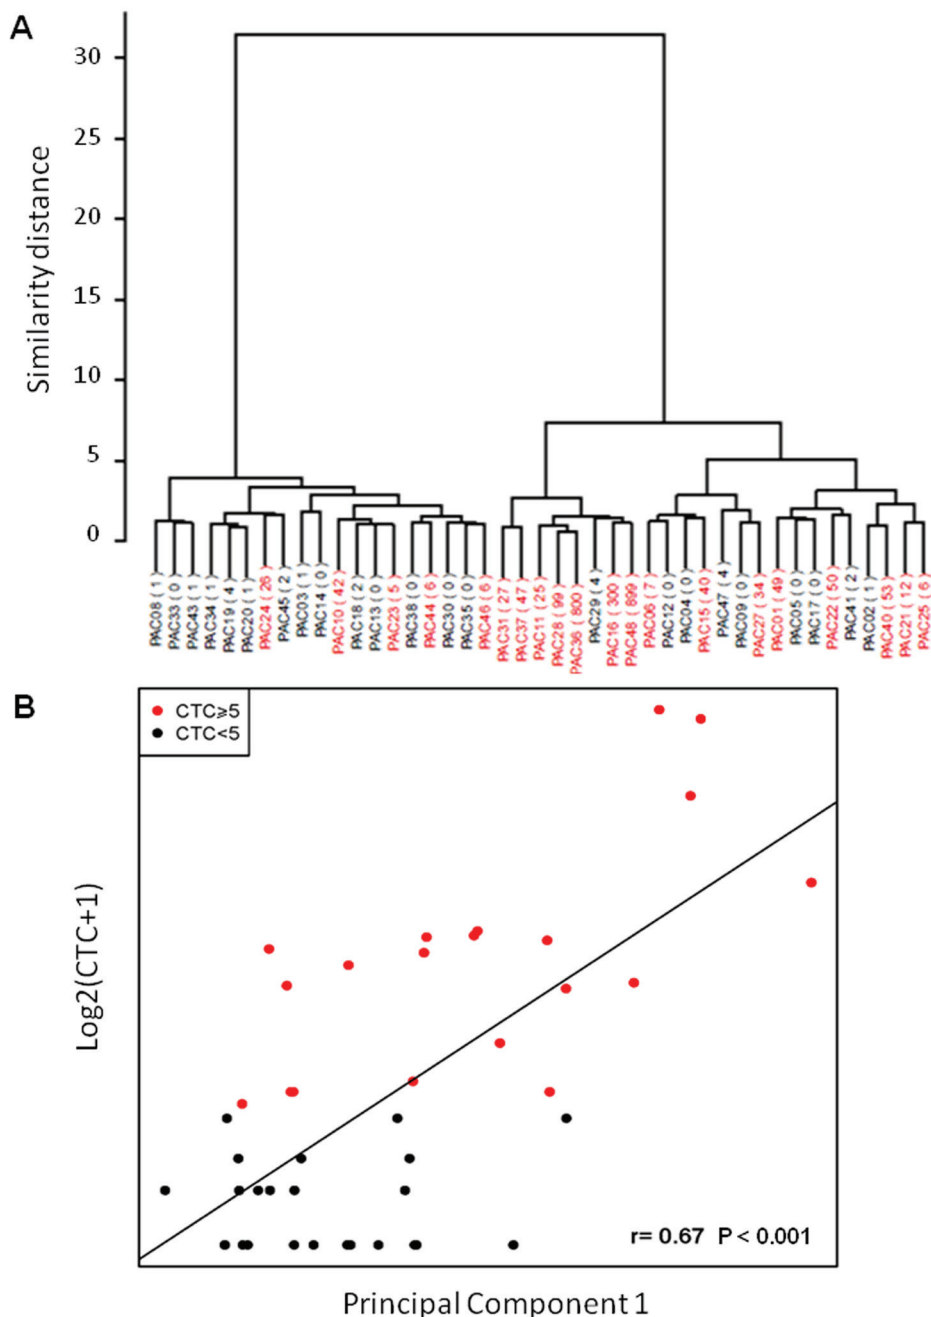 A
Similarity distance
30
25
20
15
10
5
0
PAC08 ( 1 )
PAC33 ( 0 )
PAC43 ( 1 )
PAC34 ( 1 )
PAC19 ( 4 )
PAC20 ( 1 )
PAC24 ( 26 )
PAC45 ( 2 )
PAC03 ( 1 )
PAC14 ( 0 )
PAC10 ( 42 )
PAC18 ( 2 )
PAC13 ( 0 )
PAC23 ( 5 )
PAC38 ( 0 )
PAC44 ( 6 )
PAC30 ( 0 )
PAC35 ( 0 )
PAC46 ( 6 )
PAC31 ( 27 )
PAC37 ( 47 )
PAC11 ( 25 )
PAC28 ( 99 )
PAC36 ( 800 )
PAC29 ( 4 )
PAC16 ( 300 )
PAC48 ( 899 )
PAC06 ( 7 )
PAC12 ( 0 )
PAC04 ( 0 )
PAC15 ( 40 )
PAC47 ( 4 )
PAC09 ( 0 )
PAC27 ( 34 )
PAC01 ( 49 )
PAC05 ( 0 )
PAC17 ( 0 )
PAC22 ( 50 )
PAC41 ( 2 )
PAC02 ( 1 )
PAC40 ( 53 )
PAC21 ( 12 )
PAC25 ( 6 )
B
CTC⩾5
CTC<5
Log2(CTC+1)
r= 0.67 P < 0.001
Principal Component 1